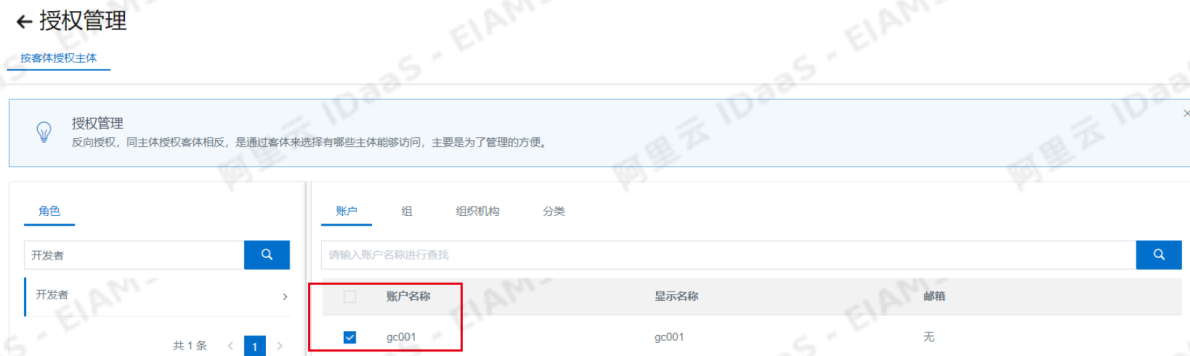 授权管理
按客体授权主体
授权管理
反向授权，同主体授权客体相反，是通过客体来选择有哪些主体能够访问，主要是为了管理的方便。
角色
账户 组 组织机构 分类
开发者
请输入账户名称进行查找
开发者
账户名称 显示名称 邮箱
gc001 gc001 无
共 1 条 1
阿里云 IDaaS - EIAM